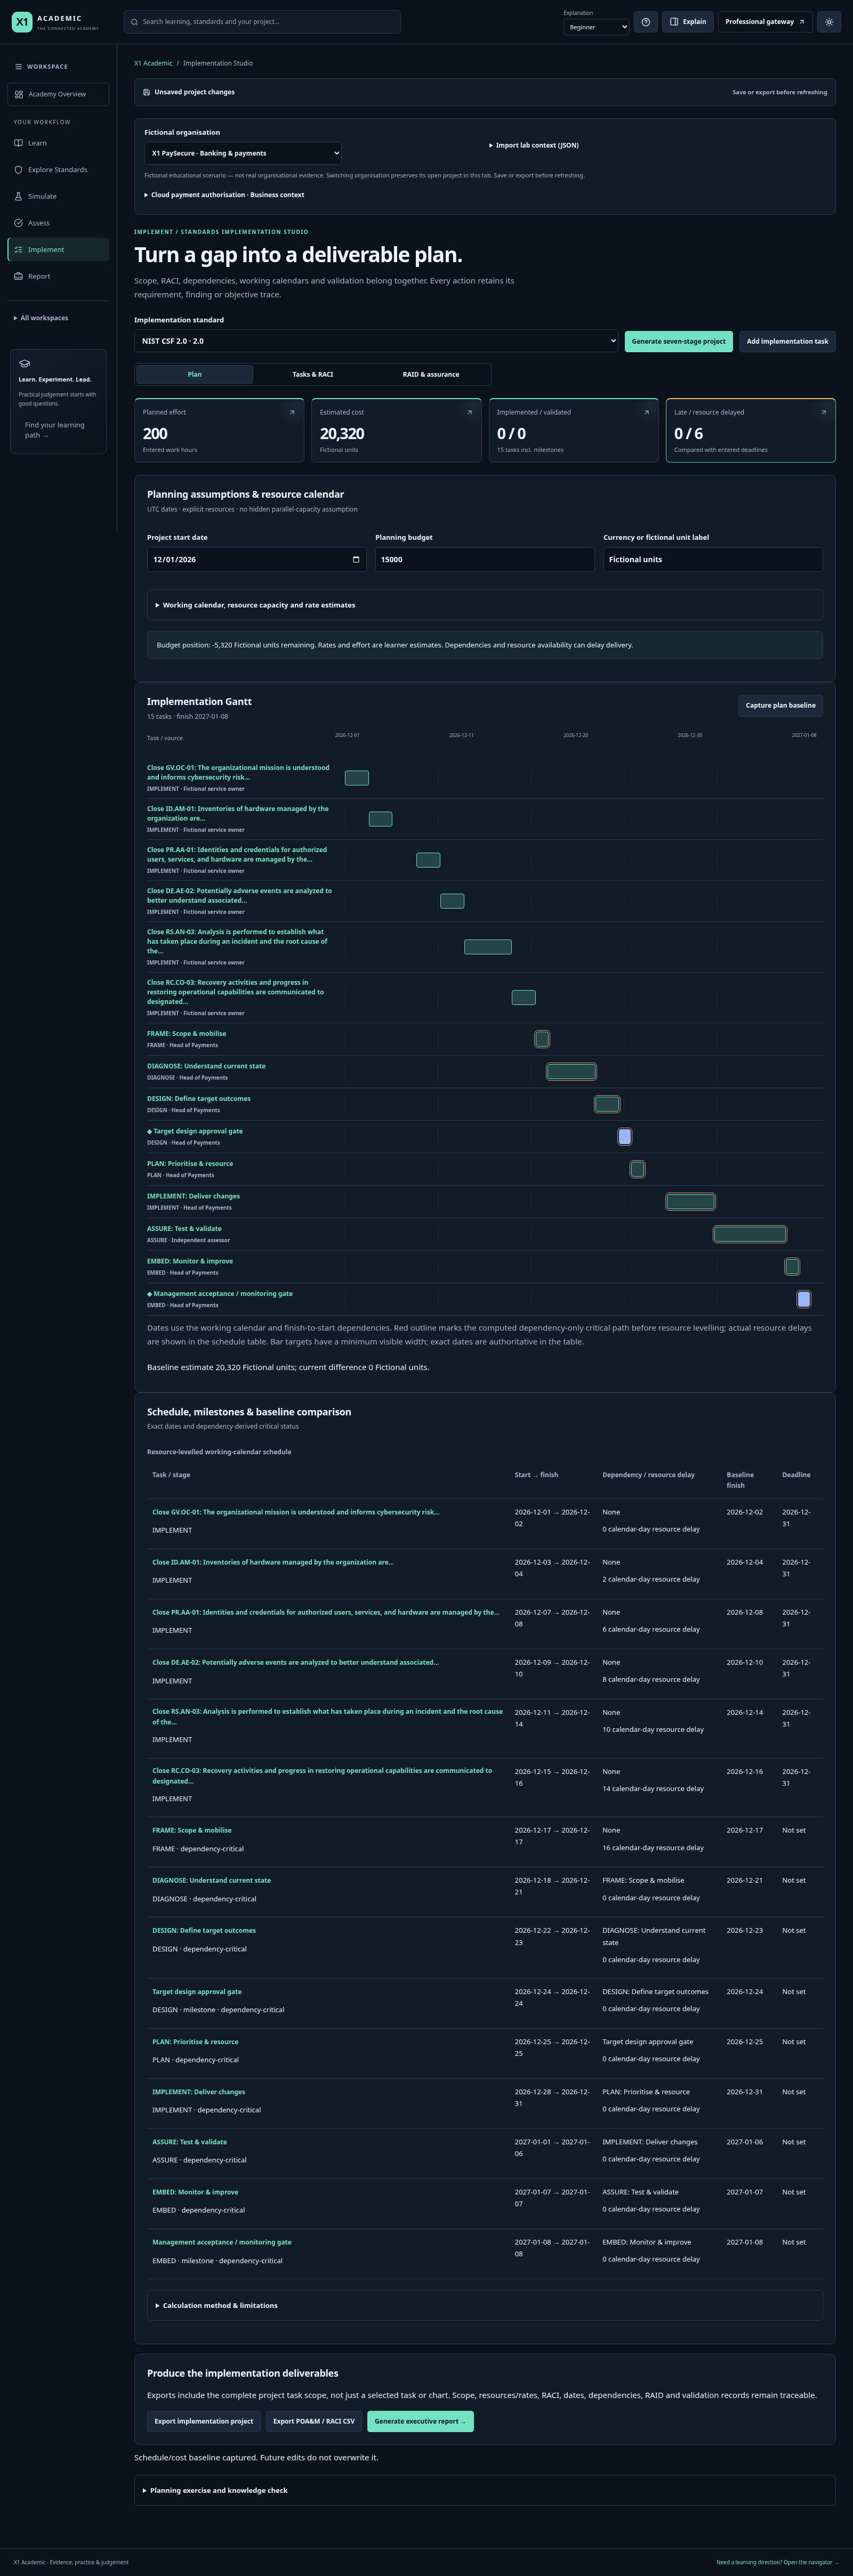 X1
ACADEMIC
THE CONNECTED ACADEMY
Search learning, standards and your project...
Explanation
Beginner
Explain
Professional gateway
WORKSPACE
Academy Overview
YOUR WORKFLOW
Learn
Explore Standards
Simulate
Assess
Implement
Report
All workspaces
Learn. Experiment. Lead.
Practical judgement starts with
good questions.
Find your learning
path →
X1 Academic / Implementation Studio
Unsaved project changes
Save or export before refreshing
Fictional organisation
X1 PaySecure · Banking & payments
Import lab context (JSON)
Fictional educational scenario — not real organisational evidence. Switching organisation preserves its open project in this tab. Save or export before refreshing.
Cloud payment authorisation · Business context
IMPLEMENT / STANDARDS IMPLEMENTATION STUDIO
Turn a gap into a deliverable plan.
Scope, RACI, dependencies, working calendars and validation belong together. Every action retains its
requirement, finding or objective trace.
Implementation standard
NIST CSF 2.0 · 2.0
Generate seven-stage project
Add implementation task
Plan
Tasks & RACI
RAID & assurance
Planned effort
200
Entered work hours
Estimated cost
20,320
Fictional units
Implemented / validated
0 / 0
15 tasks incl. milestones
Late / resource delayed
0 / 6
Compared with entered deadlines
Planning assumptions & resource calendar
UTC dates · explicit resources · no hidden parallel-capacity assumption
Project start date
12/01/2026
Planning budget
15000
Currency or fictional unit label
Fictional units
Working calendar, resource capacity and rate estimates
Budget position: -5,320 Fictional units remaining. Rates and effort are learner estimates. Dependencies and resource availability can delay delivery.
Implementation Gantt
15 tasks · finish 2027-01-08
Capture plan baseline
Task / source
2026-12-01
2026-12-11
2026-12-20
2026-12-30
2027-01-08
Close GV.OC-01: The organizational mission is understood
and informs cybersecurity risk...
IMPLEMENT · Fictional service owner
Close ID.AM-01: Inventories of hardware managed by the
organization are...
IMPLEMENT · Fictional service owner
Close PR.AA-01: Identities and credentials for authorized
users, services, and hardware are managed by the...
IMPLEMENT · Fictional service owner
Close DE.AE-02: Potentially adverse events are analyzed to
better understand associated...
IMPLEMENT · Fictional service owner
Close RS.AN-03: Analysis is performed to establish what
has taken place during an incident and the root cause of
the...
IMPLEMENT · Fictional service owner
Close RC.CO-03: Recovery activities and progress in
restoring operational capabilities are communicated to
designated...
IMPLEMENT · Fictional service owner
FRAME: Scope & mobilise
FRAME · Head of Payments
DIAGNOSE: Understand current state
DIAGNOSE · Head of Payments
DESIGN: Define target outcomes
DESIGN · Head of Payments
◆ Target design approval gate
DESIGN · Head of Payments
PLAN: Prioritise & resource
PLAN · Head of Payments
IMPLEMENT: Deliver changes
IMPLEMENT · Head of Payments
ASSURE: Test & validate
ASSURE · Independent assessor
EMBED: Monitor & improve
EMBED · Head of Payments
◆ Management acceptance / monitoring gate
EMBED · Head of Payments
Dates use the working calendar and finish-to-start dependencies. Red outline marks the computed dependency-only critical path before resource levelling; actual resource delays
are shown in the schedule table. Bar targets have a minimum visible width; exact dates are authoritative in the table.
Baseline estimate 20,320 Fictional units; current difference 0 Fictional units.
Schedule, milestones & baseline comparison
Exact dates and dependency-derived critical status
Resource-levelled working-calendar schedule
Task / stage
Start → finish
Dependency / resource delay
Baseline
finish
Deadline
Close GV.OC-01: The organizational mission is understood and informs cybersecurity risk...
IMPLEMENT
2026-12-01 → 2026-12-
02
None
0 calendar-day resource delay
2026-12-02
2026-12-
31
Close ID.AM-01: Inventories of hardware managed by the organization are...
IMPLEMENT
2026-12-03 → 2026-12-
04
None
2 calendar-day resource delay
2026-12-04
2026-12-
31
Close PR.AA-01: Identities and credentials for authorized users, services, and hardware are managed by the...
IMPLEMENT
2026-12-07 → 2026-12-
08
None
6 calendar-day resource delay
2026-12-08
2026-12-
31
Close DE.AE-02: Potentially adverse events are analyzed to better understand associated...
IMPLEMENT
2026-12-09 → 2026-12-
10
None
8 calendar-day resource delay
2026-12-10
2026-12-
31
Close RS.AN-03: Analysis is performed to establish what has taken place during an incident and the root cause
of the...
IMPLEMENT
2026-12-11 → 2026-12-
14
None
10 calendar-day resource delay
2026-12-14
2026-12-
31
Close RC.CO-03: Recovery activities and progress in restoring operational capabilities are communicated to
designated...
IMPLEMENT
2026-12-15 → 2026-12-
16
None
14 calendar-day resource delay
2026-12-16
2026-12-
31
FRAME: Scope & mobilise
FRAME · dependency-critical
2026-12-17 → 2026-12-
17
None
16 calendar-day resource delay
2026-12-17
Not set
DIAGNOSE: Understand current state
DIAGNOSE · dependency-critical
2026-12-18 → 2026-12-
21
FRAME: Scope & mobilise
0 calendar-day resource delay
2026-12-21
Not set
DESIGN: Define target outcomes
DESIGN · dependency-critical
2026-12-22 → 2026-12-
23
DIAGNOSE: Understand current
state
0 calendar-day resource delay
2026-12-23
Not set
Target design approval gate
DESIGN · milestone · dependency-critical
2026-12-24 → 2026-12-
24
DESIGN: Define target outcomes
0 calendar-day resource delay
2026-12-24
Not set
PLAN: Prioritise & resource
PLAN · dependency-critical
2026-12-25 → 2026-12-
25
Target design approval gate
0 calendar-day resource delay
2026-12-25
Not set
IMPLEMENT: Deliver changes
IMPLEMENT · dependency-critical
2026-12-28 → 2026-12-
31
PLAN: Prioritise & resource
0 calendar-day resource delay
2026-12-31
Not set
ASSURE: Test & validate
ASSURE · dependency-critical
2027-01-01 → 2027-01-
06
IMPLEMENT: Deliver changes
0 calendar-day resource delay
2027-01-06
Not set
EMBED: Monitor & improve
EMBED · dependency-critical
2027-01-07 → 2027-01-
07
ASSURE: Test & validate
0 calendar-day resource delay
2027-01-07
Not set
Management acceptance / monitoring gate
EMBED · milestone · dependency-critical
2027-01-08 → 2027-01-
08
EMBED: Monitor & improve
0 calendar-day resource delay
2027-01-08
Not set
Calculation method & limitations
Produce the implementation deliverables
Exports include the complete project task scope, not just a selected task or chart. Scope, resources/rates, RACI, dates, dependencies, RAID and validation records remain traceable.
Export implementation project
Export POA&M / RACI CSV
Generate executive report →
Schedule/cost baseline captured. Future edits do not overwrite it.
Planning exercise and knowledge check
X1 Academic · Evidence, practice & judgement
Need a learning direction? Open the navigator →